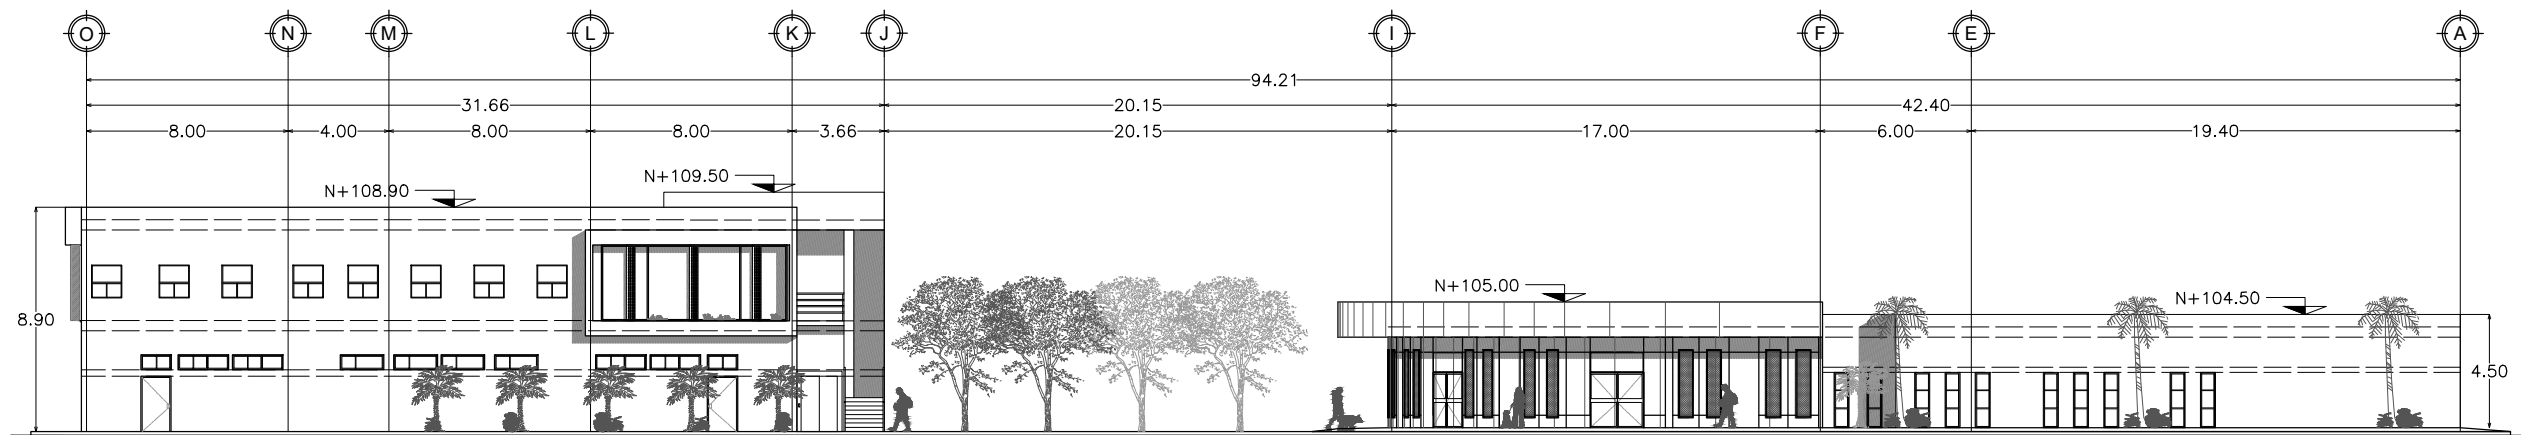 O N M L K J I F E A
94.21
31.66 20.15 42.40
8.00 4.00 8.00 8.00 3.66 20.15 17.00 6.00 19.40
N+109.50
N+108.90
N+105.00
N+104.50
8.90
4.50